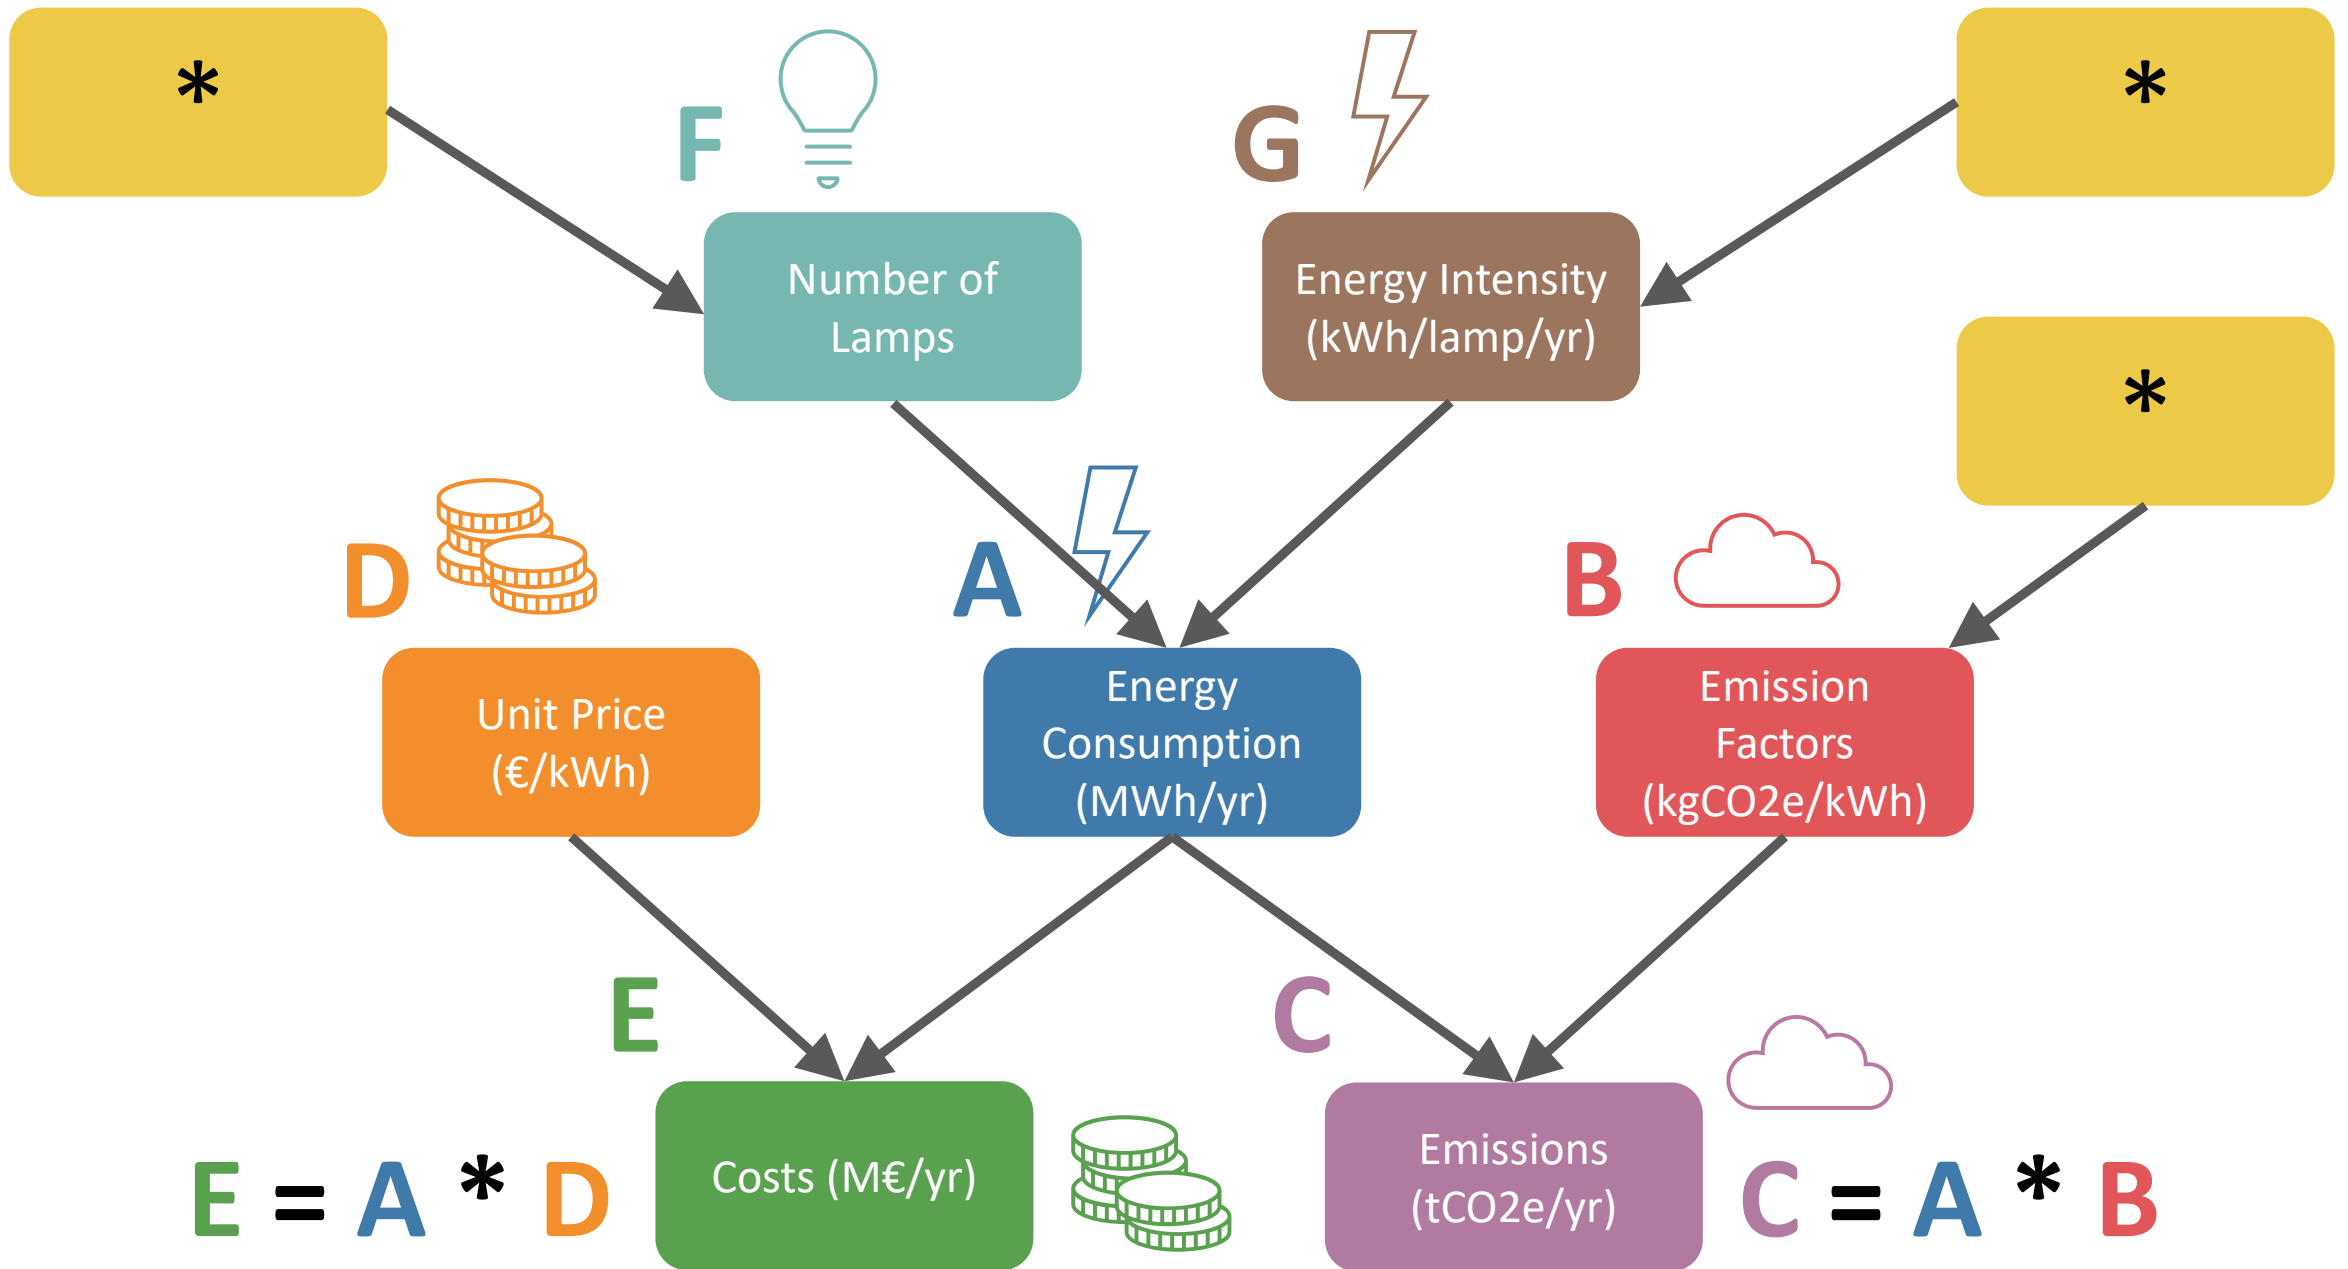 *
*
F
G
Number of
Lamps
Energy Intensity
(kWh/lamp/yr)
*
D
A
B
Unit Price
(€/kWh)
Energy
Consumption
(MWh/yr)
Emission
Factors
(kgCO2e/kWh)
E
C
Costs (M€/yr)
Emissions
(tCO2e/yr)
E = A * D
C = A * B